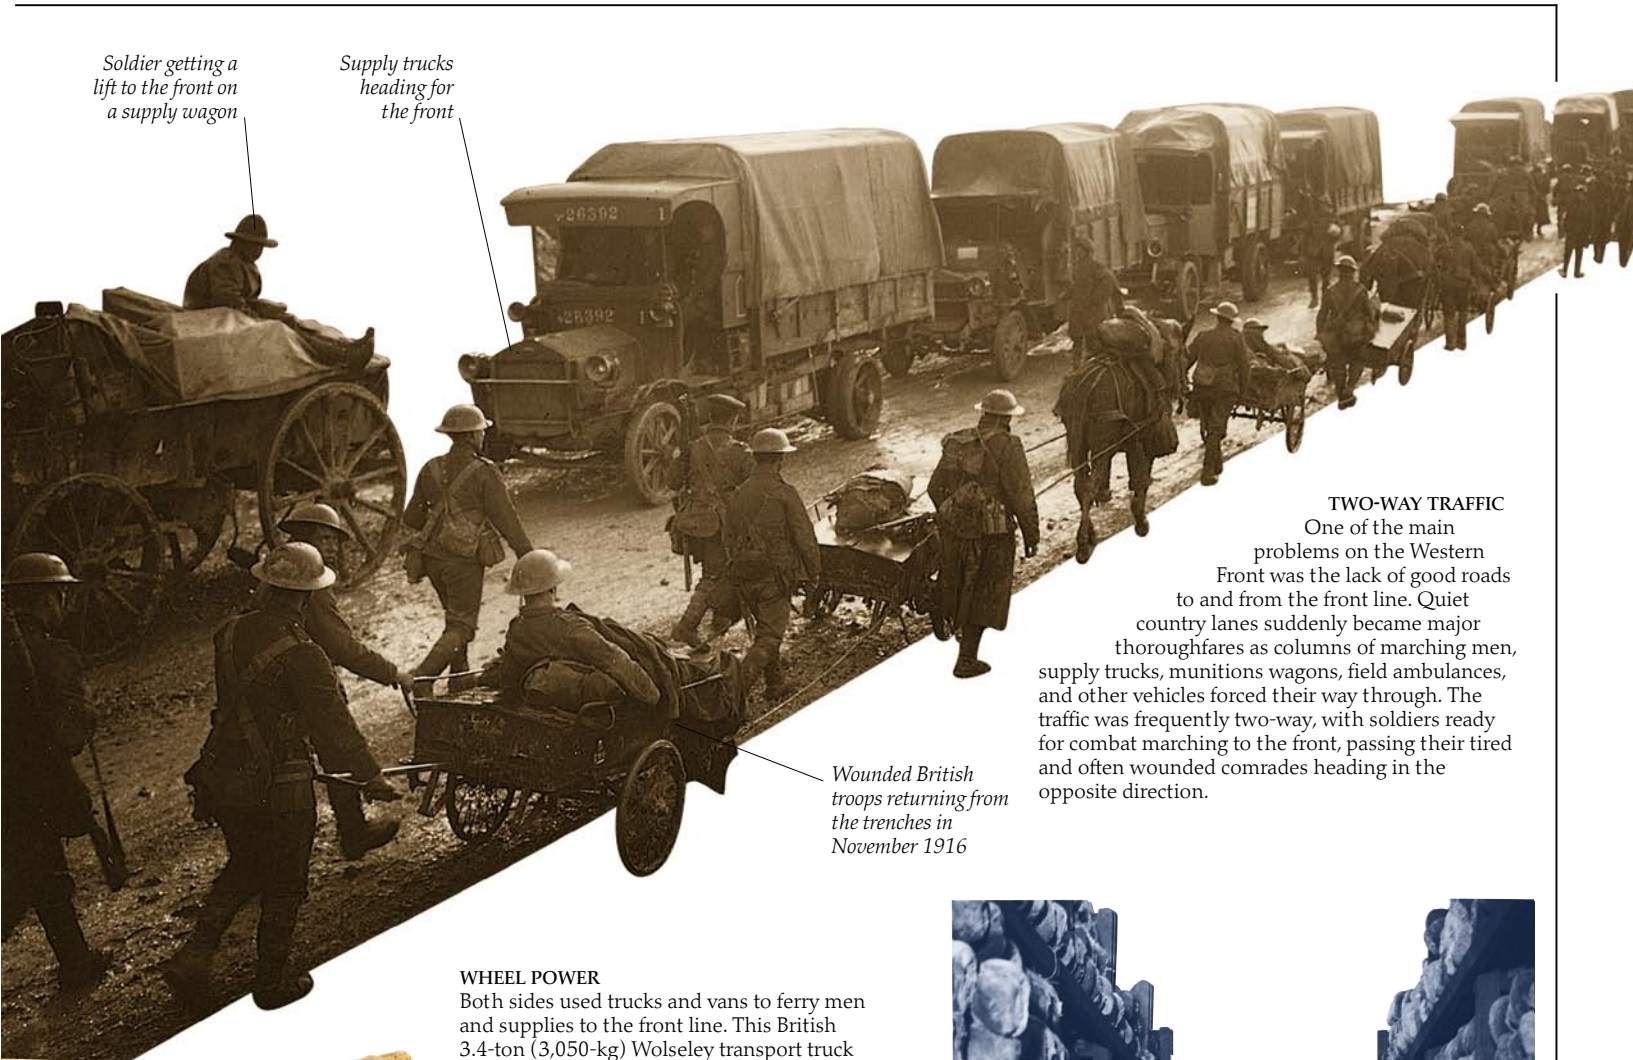 Soldier getting a
lift to the front on
a supply wagon
Supply trucks
heading for
the front
26392 1
26392 1
TWO-WAY TRAFFIC
One of the main
problems on the Western
Front was the lack of good roads
to and from the front line. Quiet
country lanes suddenly became major
thoroughfares as columns of marching men,
supply trucks, munitions wagons, field ambulances,
and other vehicles forced their way through. The
traffic was frequently two-way, with soldiers ready
for combat marching to the front, passing their tired
and often wounded comrades heading in the
opposite direction.
Wounded British
troops returning from
the trenches in
November 1916
WHEEL POWER
Both sides used trucks and vans to ferry men
and supplies to the front line. This British
3.4-ton (3,050-kg) Wolseley transport truck